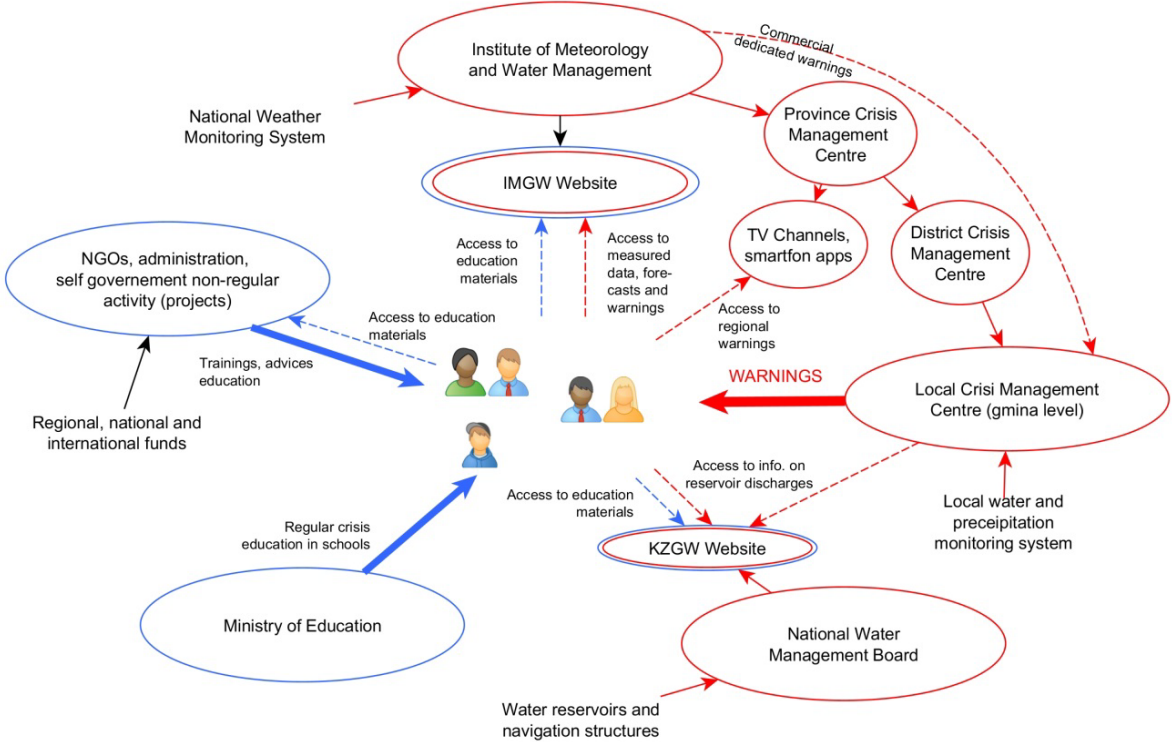 Institute of Meteorology
and Water Management
Commercial
dedicated warnings
National Weather
Monitoring System
Province Crisis
Management
Centre
IMGW Website
TV Channels,
smartfon apps
District Crisis
Management
Centre
Access to
education
materials
Access to
measured
data, fore-
casts and
warnings
NGOs, administration,
self governement non-regular
activity (projects)
Access to education
materials
Access to
regional
warnings
Trainings, advices
education
WARNINGS
Local Crisi Management
Centre (gmina level)
Regional, national and
international funds
Access to info. on
reservoir discharges
Access to education
materials
Local water and
preceipitation
monitoring system
Regular crisis
education in schools
KZGW Website
Ministry of Education
National Water
Management Board
Water reservoirs and
navigation structures